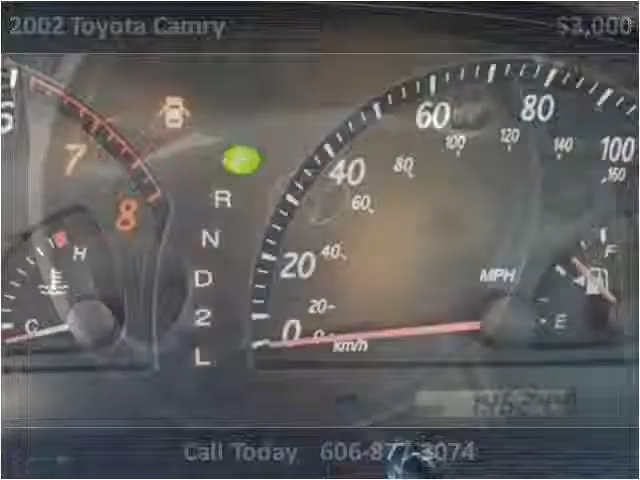 2002 Toyota Camry $3,000
6 7 8
H
C
R
N
D
2
L
0 20 40 60 80 100
20 40 60 80 100 120 140 160
MPH
km/h
F
E
Call Today 606-877-3074